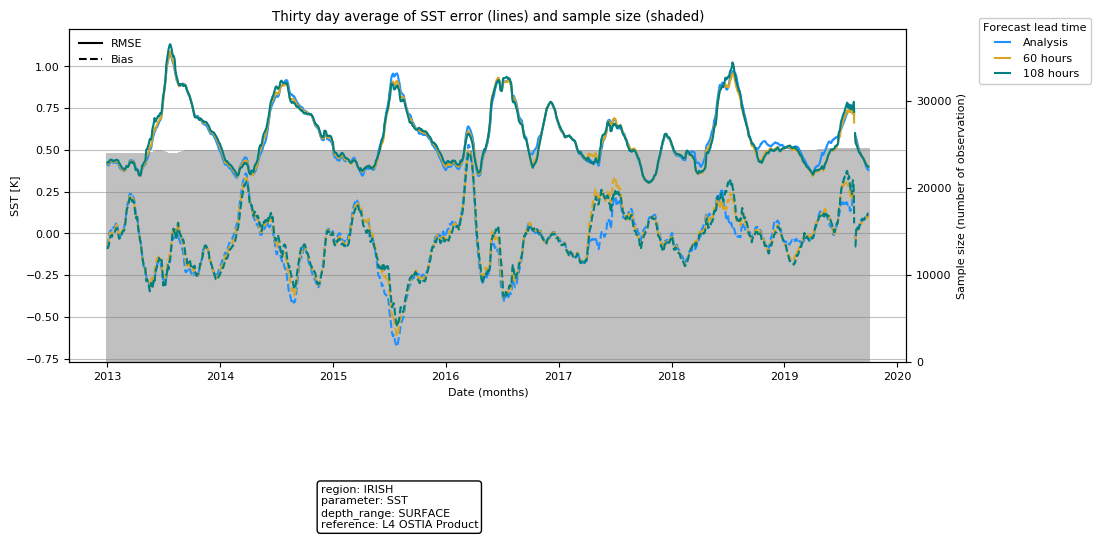 Thirty day average of SST error (lines) and sample size (shaded)
RMSE
Bias
Forecast lead time
Analysis
60 hours
108 hours
SST [K]
1.00
0.75
0.50
0.25
0.00
−0.25
−0.50
−0.75
30000
20000
10000
0
Sample size (number of observation)
2013 2014 2015 2016 2017 2018 2019 2020
Date (months)
region: IRISH
parameter: SST
depth_range: SURFACE
reference: L4 OSTIA Product